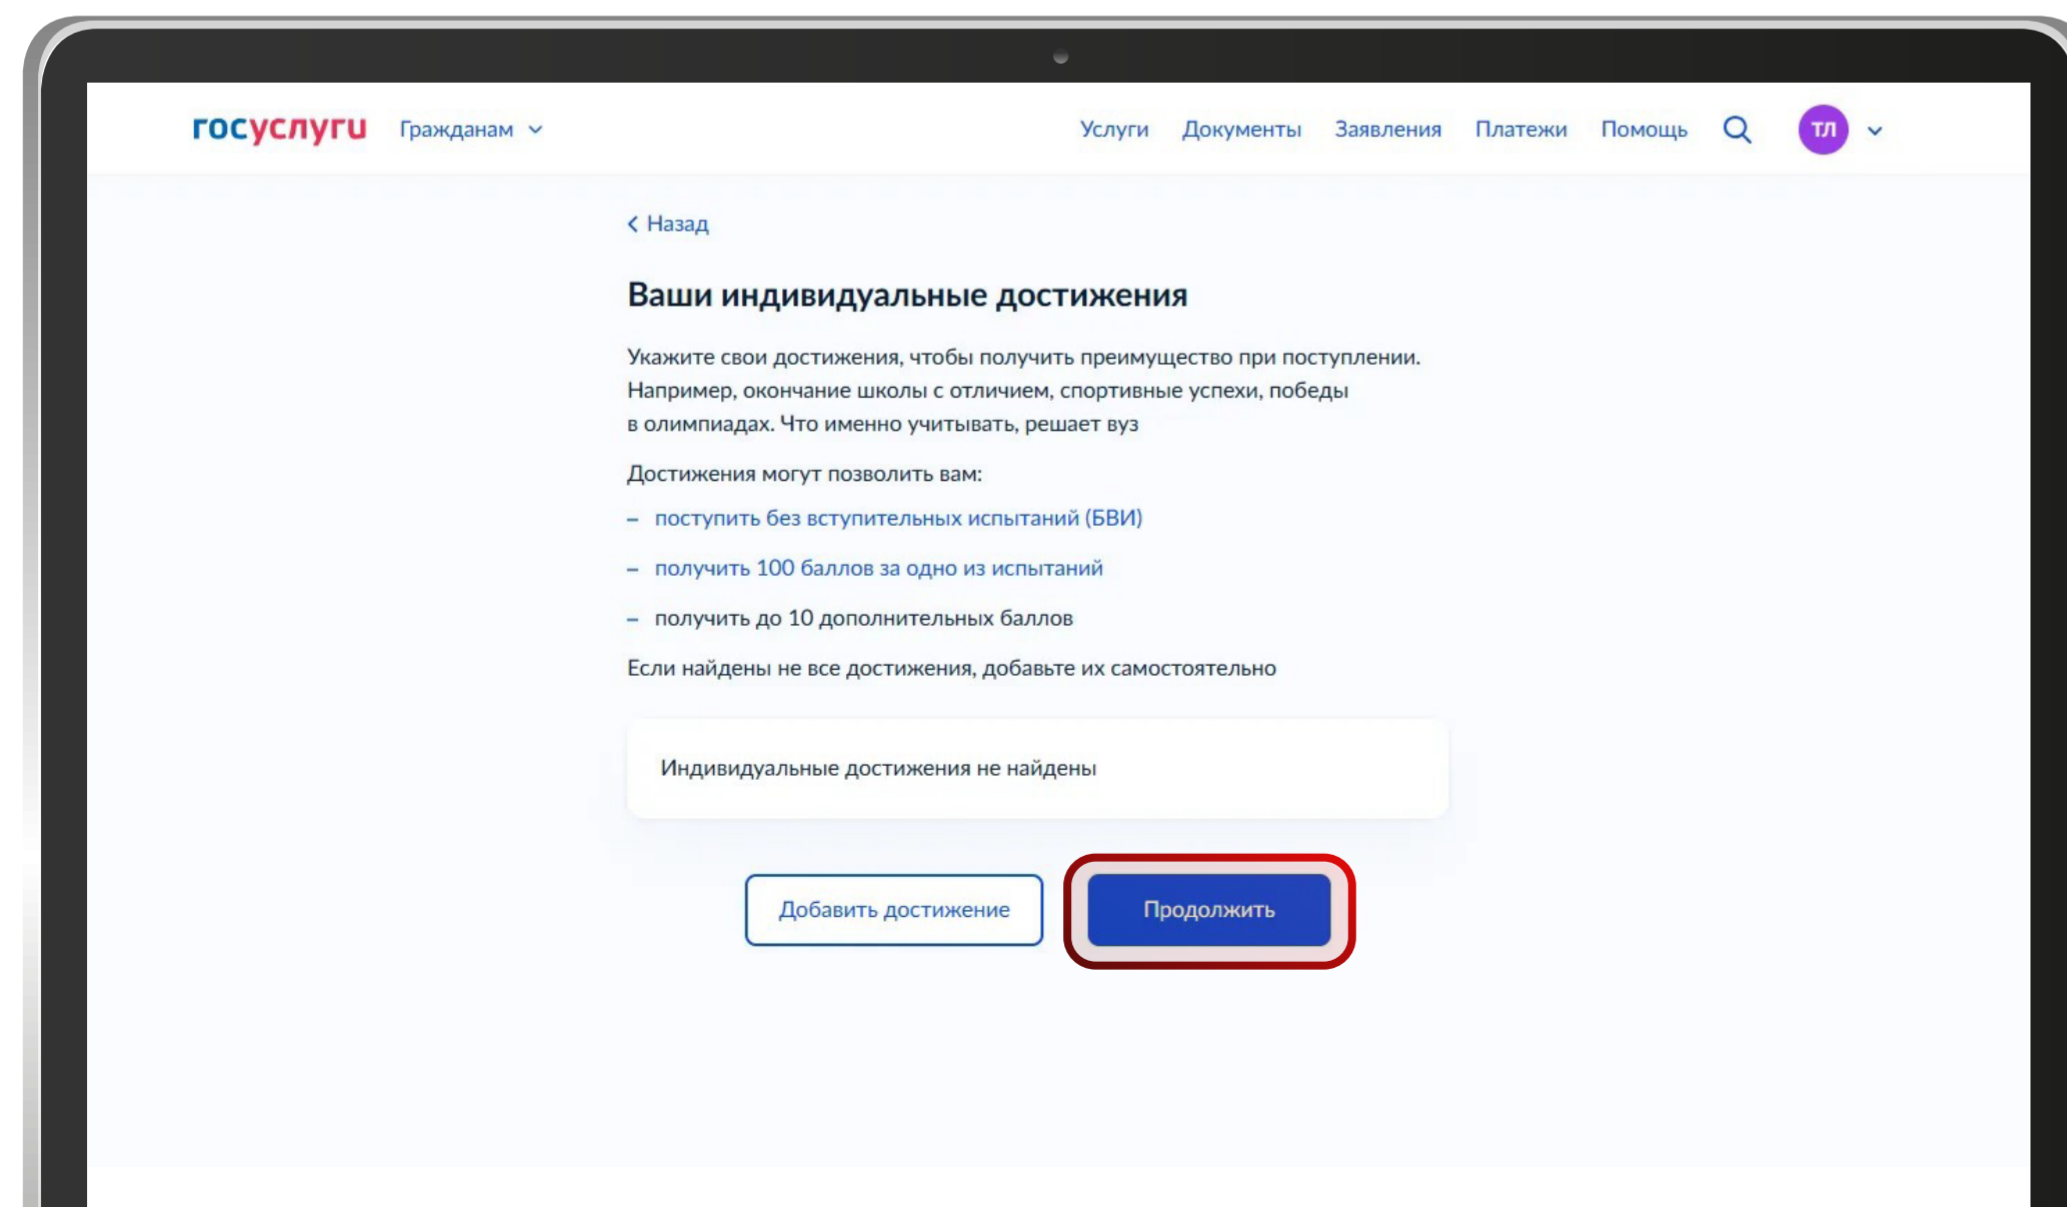 госуслуги Гражданам Услуги Документы Заявления Платежи Помощь ТЛ
Назад
Ваши индивидуальные достижения
Укажите свои достижения, чтобы получить преимущество при поступлении.
Например, окончание школы с отличием, спортивные успехи, победы
в олимпиадах. Что именно учитывать, решает вуз
Достижения могут позволить вам:
– поступить без вступительных испытаний (БВИ)
– получить 100 баллов за одно из испытаний
– получить до 10 дополнительных баллов
Если найдены не все достижения, добавьте их самостоятельно
Индивидуальные достижения не найдены
Добавить достижение Продолжить